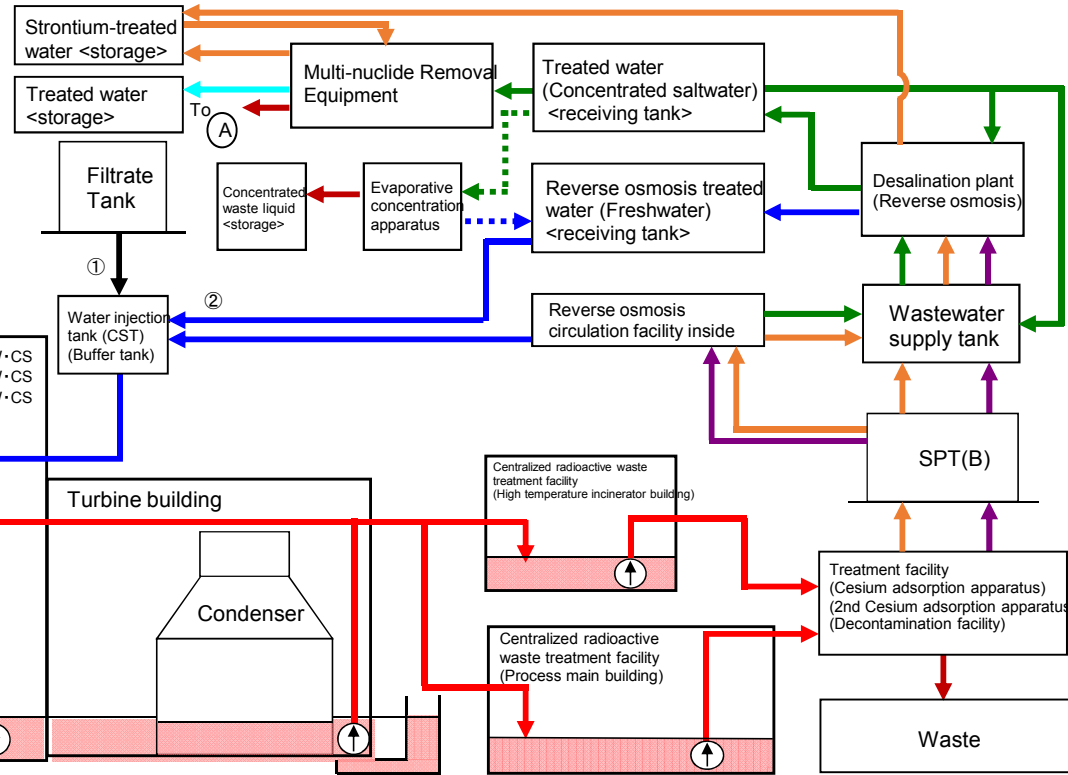 Strontium-treated
water <storage>
Multi-nuclide Removal
Equipment
Treated water
(Concentrated saltwater)
<receiving tank>
Treated water
<storage>
To
A
Filtrate
Tank
Concentrated
waste liquid
<storage>
Evaporative
concentration
apparatus
Reverse osmosis treated
water (Freshwater)
<receiving tank>
Desalination plant
(Reverse osmosis)
①
②
Water injection
tank (CST)
(Buffer tank)
Reverse osmosis
circulation facility inside
Wastewater
supply tank
・CS
・CS
・CS
SPT(B)
Turbine building
Condenser
Centralized radioactive waste
treatment facility
(High temperature incinerator building)
Treatment facility
(Cesium adsorption apparatus)
(2nd Cesium adsorption apparatus
(Decontamination facility)
Centralized radioactive
waste treatment facility
(Process main building)
Waste